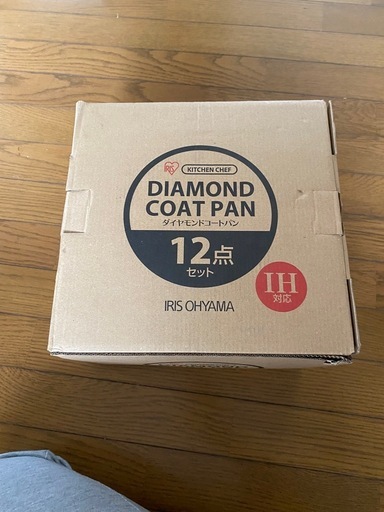 IRIS
KITCHEN CHEF
DIAMOND
COAT PAN
ダイヤモンドコートパン
12点
セット
IH
対応
IRIS OHYAMA